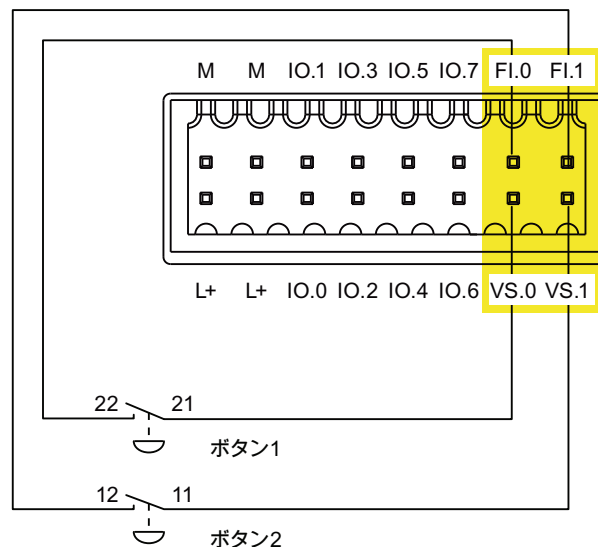 M M IO.1 IO.3 IO.5 IO.7 FI.0 FI.1
L+ L+ IO.0 IO.2 IO.4 IO.6 VS.0 VS.1
22 21
ボタン1
12 11
ボタン2